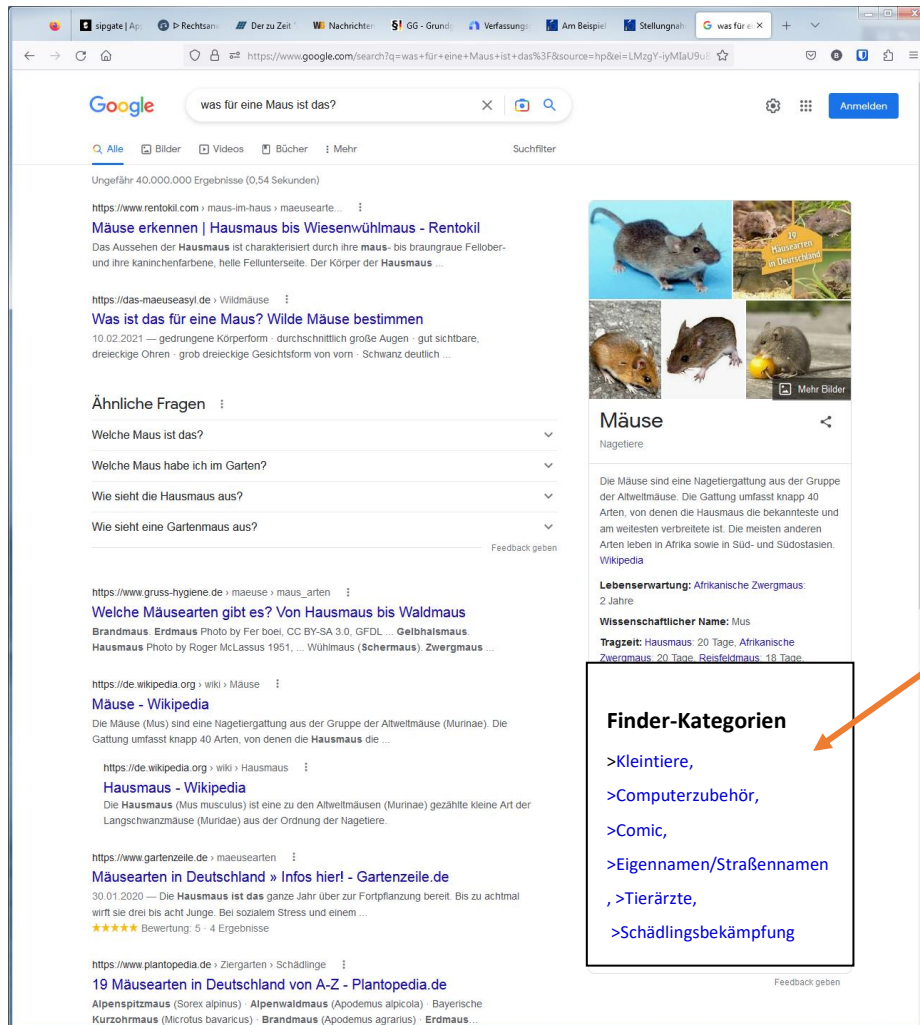 sipgate | Ap
Rechtsan
Der zu Zeit
Nachrichten
GG - Grund
Verfassungs
Am Beispiel
Stellungnah
was für ei
https://www.google.com/search?q=was+für+eine+Maus+ist+das%3F&source=hp&ei=LMzgY-iyMIaU9u8
Google
was für eine Maus ist das?
Anmelden
Alle Bilder Videos Bücher Mehr Suchfilter
Ungefähr 40.000.000 Ergebnisse (0,54 Sekunden)
https://www.rentokil.com › maus-im-haus › maeusearte...
Mäuse erkennen | Hausmaus bis Wiesenwühlmaus - Rentokil
Das Aussehen der Hausmaus ist charakterisiert durch ihre maus- bis braungraue Fellober-
und ihre kaninchenfarbene, helle Fellunterseite. Der Körper der Hausmaus ...
https://das-maeuseasyl.de › Wildmäuse
Was ist das für eine Maus? Wilde Mäuse bestimmen
10.02.2021 — gedrungene Körperform · durchschnittlich große Augen · gut sichtbare,
dreieckige Ohren · grob dreieckige Gesichtsform von vorn · Schwanz deutlich ...
Ähnliche Fragen
Welche Maus ist das?
Welche Maus habe ich im Garten?
Wie sieht die Hausmaus aus?
Wie sieht eine Gartenmaus aus?
Feedback geben
https://www.gruss-hygiene.de › maeuse › maus_arten
Welche Mäusearten gibt es? Von Hausmaus bis Waldmaus
Brandmaus. Erdmaus Photo by Fer boei, CC BY-SA 3.0, GFDL ... Gelbhalsmaus.
Hausmaus Photo by Roger McLassus 1951, ... Wühlmaus (Schermaus). Zwergmaus ...
https://de.wikipedia.org › wiki › Mäuse
Mäuse - Wikipedia
Die Mäuse (Mus) sind eine Nagetiergattung aus der Gruppe der Altweltmäuse (Murinae). Die
Gattung umfasst knapp 40 Arten, von denen die Hausmaus die ...
https://de.wikipedia.org › wiki › Hausmaus
Hausmaus - Wikipedia
Die Hausmaus (Mus musculus) ist eine zu den Altweltmäusen (Murinae) gezählte kleine Art der
Langschwanzmäuse (Muridae) aus der Ordnung der Nagetiere.
https://www.gartenzeile.de › maeusearten
Mäusearten in Deutschland » Infos hier! - Gartenzeile.de
30.01.2020 — Die Hausmaus ist das ganze Jahr über zur Fortpflanzung bereit. Bis zu achtmal
wirft sie drei bis acht Junge. Bei sozialem Stress und einem ...
★★★★★ Bewertung: 5 · 4 Ergebnisse
https://www.plantopedia.de › Ziergarten › Schädlinge
19 Mäusearten in Deutschland von A-Z - Plantopedia.de
Alpenspitzmaus (Sorex alpinus) · Alpenwaldmaus (Apodemus alpicola) · Bayerische
Kurzohrmaus (Microtus bavaricus) · Brandmaus (Apodemus agrarius) · Erdmaus...
19
Mäusearten
in Deutschland
Mehr Bilder
Mäuse
Nagetiere
Die Mäuse sind eine Nagetiergattung aus der Gruppe
der Altweltmäuse. Die Gattung umfasst knapp 40
Arten, von denen die Hausmaus die bekannteste und
am weitesten verbreitete ist. Die meisten anderen
Arten leben in Afrika sowie in Süd- und Südostasien.
Wikipedia
Lebenserwartung: Afrikanische Zwergmaus:
2 Jahre
Wissenschaftlicher Name: Mus
Tragzeit: Hausmaus: 20 Tage, Afrikanische
Zwergmaus: 20 Tage, Reisfeldmaus: 18 Tage,
Finder-Kategorien
>Kleintiere,
>Computerzubehör,
>Comic,
>Eigennamen/Straßennamen
, >Tierärzte,
>Schädlingsbekämpfung
Feedback geben